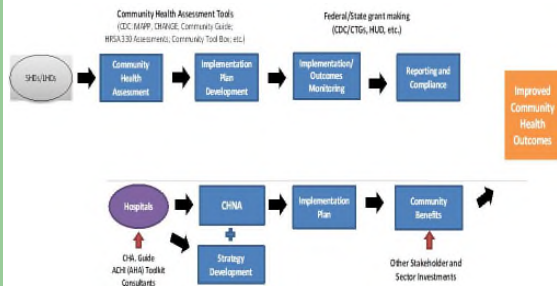 Community Health Assessment Tools
(CDC: MAPP, CHANGE, Community Guide;
HRSA 330 Assessments; Community Tool Box; etc.)
Federal/State grant making
(CDC/CTGs, HUD, etc.)
SHDs/LHDs
Community
Health
Assessment
Implementation
Plan
Development
Implementation/
Outcomes
Monitoring
Reporting and
Compliance
Improved
Community
Health
Outcomes
Hospitals
CHNA
Implementation
Plan
Community
Benefits
Strategy
Development
CHA, Guide
ACHI (AHA) Toolkit
Consultants
Other Stakeholder and
Sector Investments